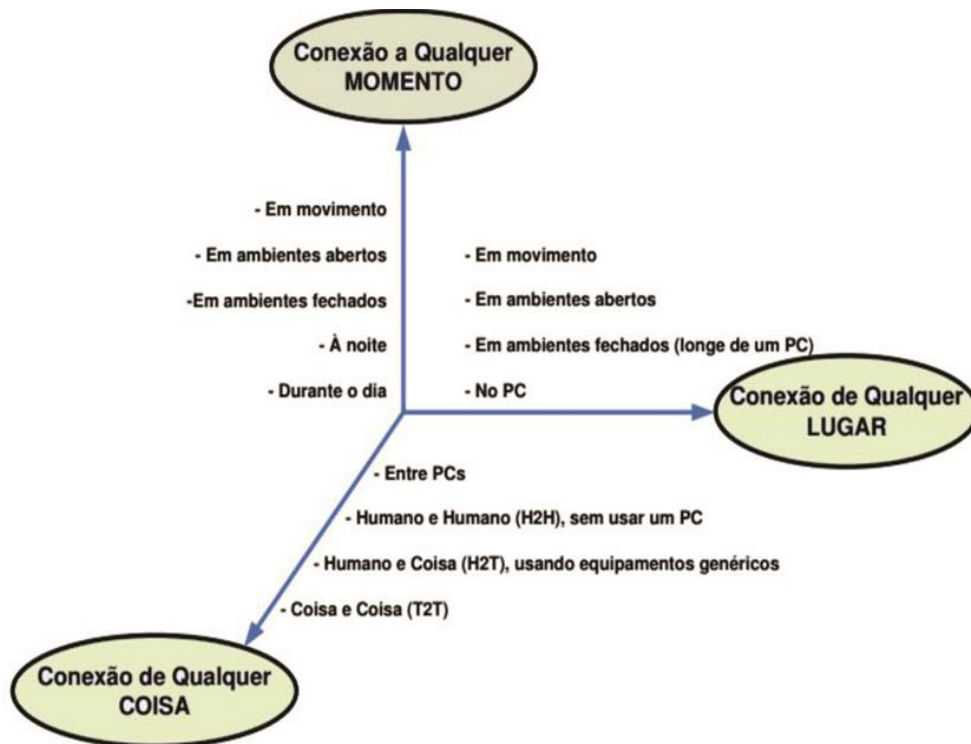 Conexão a Qualquer
MOMENTO
- Em movimento
- Em ambientes abertos
-Em ambientes fechados
- À noite
- Durante o dia
- Em movimento
- Em ambientes abertos
- Em ambientes fechados (longe de um PC)
- No PC
Conexão de Qualquer
LUGAR
- Entre PCs
- Humano e Humano (H2H), sem usar um PC
- Humano e Coisa (H2T), usando equipamentos genéricos
- Coisa e Coisa (T2T)
Conexão de Qualquer
COISA